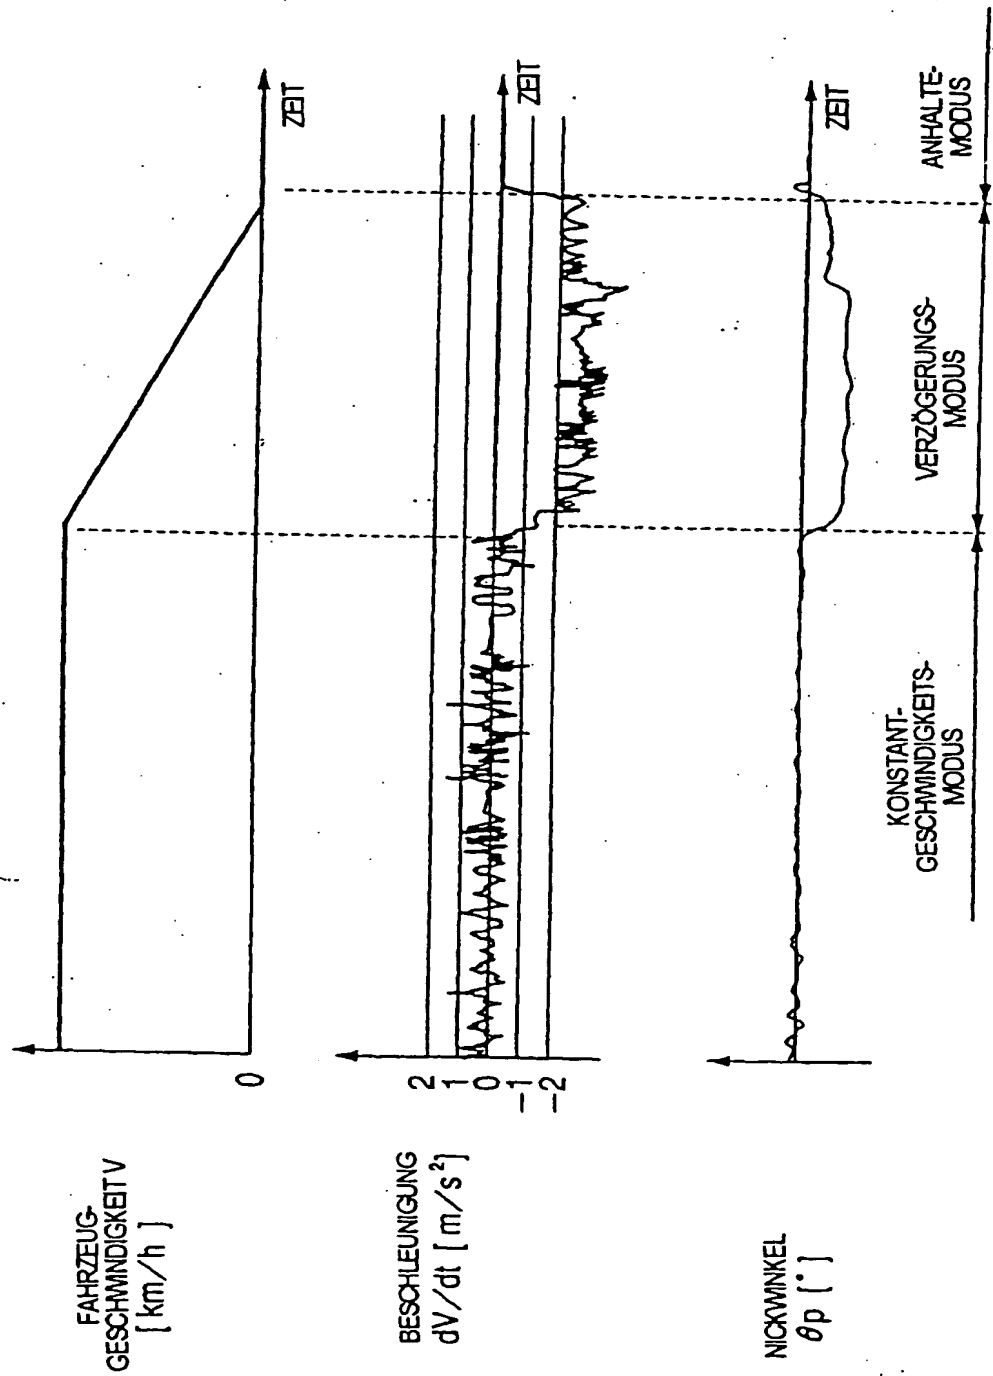 FAHRZEUG-
GESCHWINDIGKEIT V
[ km/h ]
0
ZEIT
BESCHLEUNIGUNG
dV/dt [ m/s²]
2
1
0
-1
-2
ZEIT
NICKWINKEL
θp [°]
ZEIT
KONSTANT-
GESCHWINDIGKEITS-
MODUS
VERZÖGERUNGS-
MODUS
ANHALTE-
MODUS